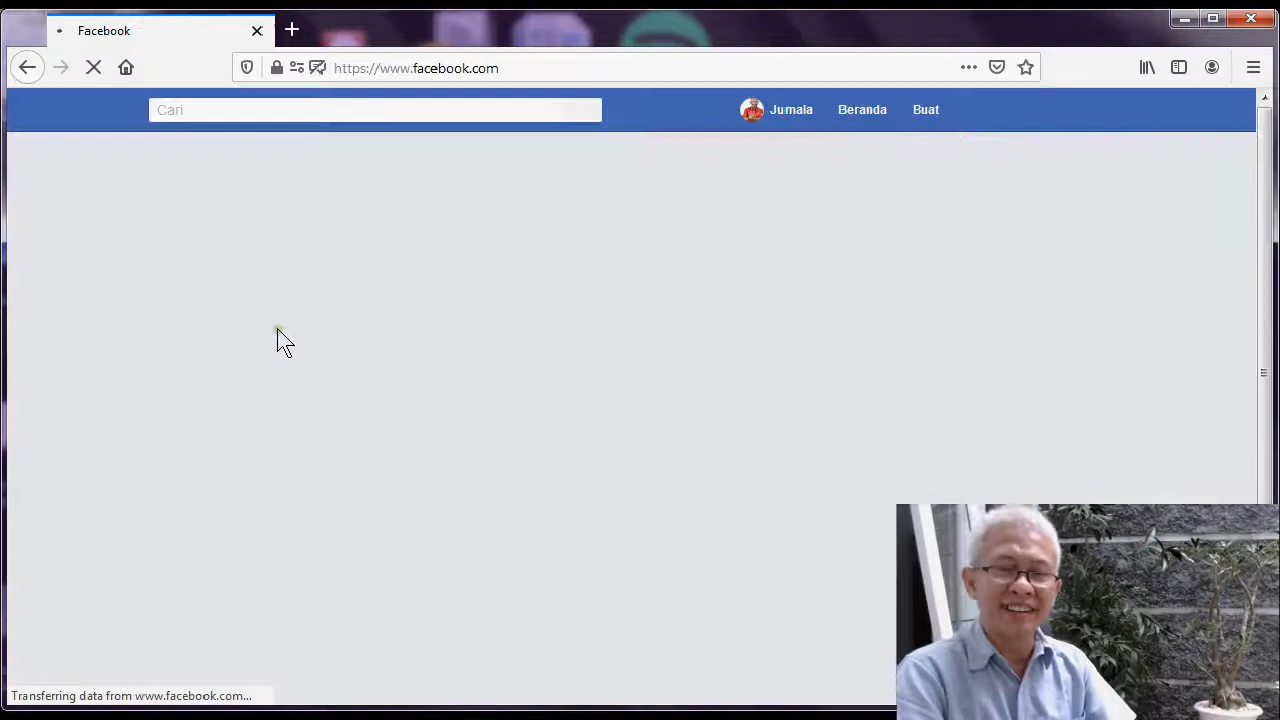 Facebook
https://www.facebook.com
Cari
Jumala
Beranda
Buat
Transferring data from www.facebook.com...